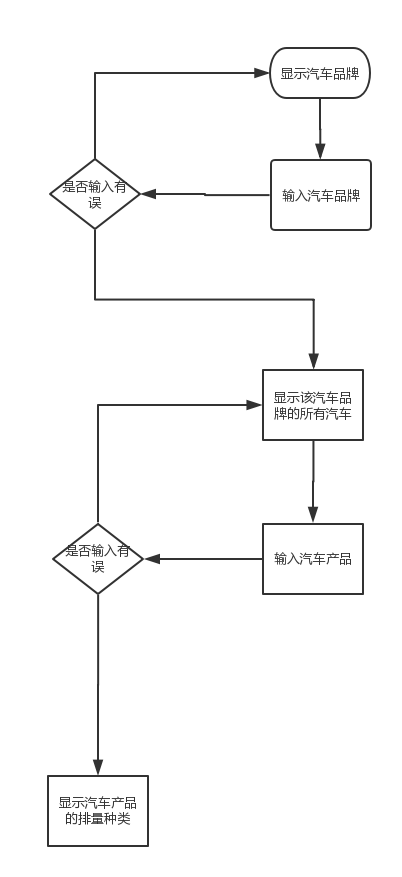 显示汽车品牌
是否输入有
误
输入汽车品牌
显示该汽车品
牌的所有汽车
是否输入有
误
输入汽车产品
显示汽车产品
的排量种类